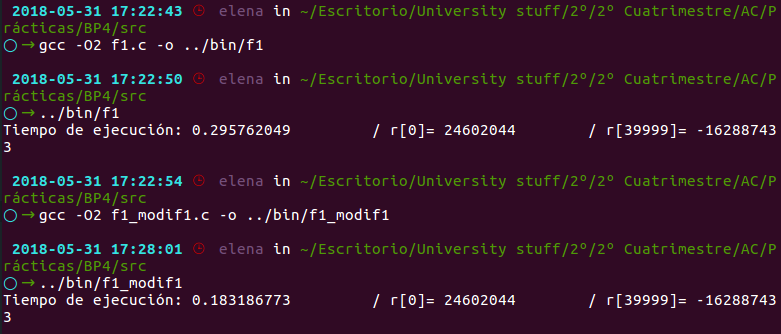 2018-05-31 17:22:43 elena in ~/Escritorio/University stuff/2º/2º Cuatrimestre/AC/P
rácticas/BP4/src
○ → gcc -O2 f1.c -o ../bin/f1
2018-05-31 17:22:50 elena in ~/Escritorio/University stuff/2º/2º Cuatrimestre/AC/P
rácticas/BP4/src
○ → ../bin/f1
Tiempo de ejecución: 0.295762049 / r[0]= 24602044 / r[39999]= -16288743
3
2018-05-31 17:22:54 elena in ~/Escritorio/University stuff/2º/2º Cuatrimestre/AC/P
rácticas/BP4/src
○ → gcc -O2 f1_modif1.c -o ../bin/f1_modif1
2018-05-31 17:28:01 elena in ~/Escritorio/University stuff/2º/2º Cuatrimestre/AC/P
rácticas/BP4/src
○ → ../bin/f1_modif1
Tiempo de ejecución: 0.183186773 / r[0]= 24602044 / r[39999]= -16288743
3